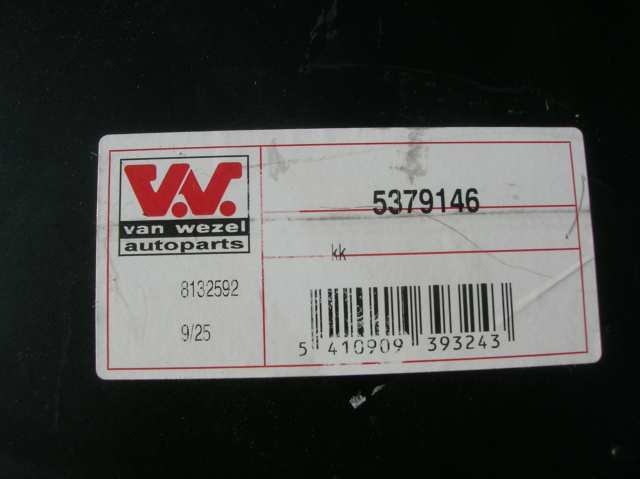 V.V.
van wezel
autoparts
8132592
9/25
5379146
kk
5 410909 393243